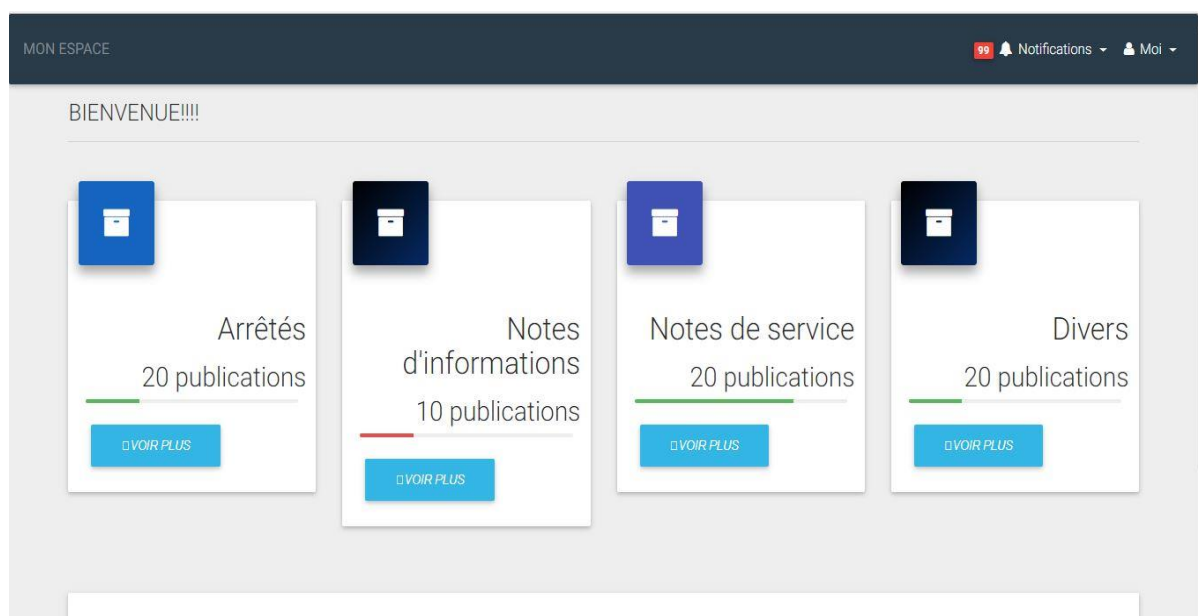 MON ESPACE
99 Notifications
Moi
BIENVENUE!!!!
Arrêtés
20 publications
VOIR PLUS
Notes
d'informations
10 publications
VOIR PLUS
Notes de service
20 publications
VOIR PLUS
Divers
20 publications
VOIR PLUS